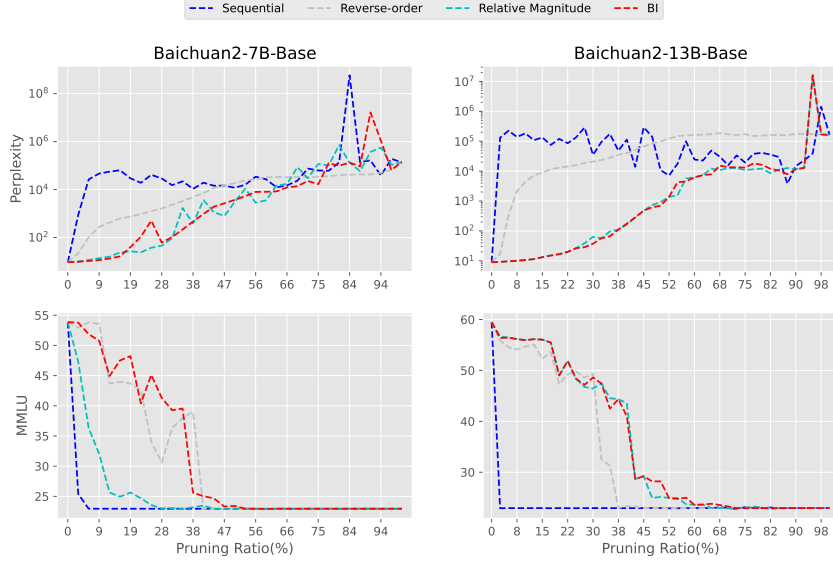 Sequential Reverse-order Relative Magnitude BI
Baichuan2-7B-Base Baichuan2-13B-Base
Perplexity
10^8
10^6
10^4
10^2
0 9 19 28 38 47 56 66 75 84 94
10^7
10^6
10^5
10^4
10^3
10^2
10^1
0 8 15 22 30 38 45 52 60 68 75 82 90 98
MMLU
55
50
45
40
35
30
25
0 9 19 28 38 47 56 66 75 84 94
Pruning Ratio(%)
60
50
40
30
0 8 15 22 30 38 45 52 60 68 75 82 90 98
Pruning Ratio(%)